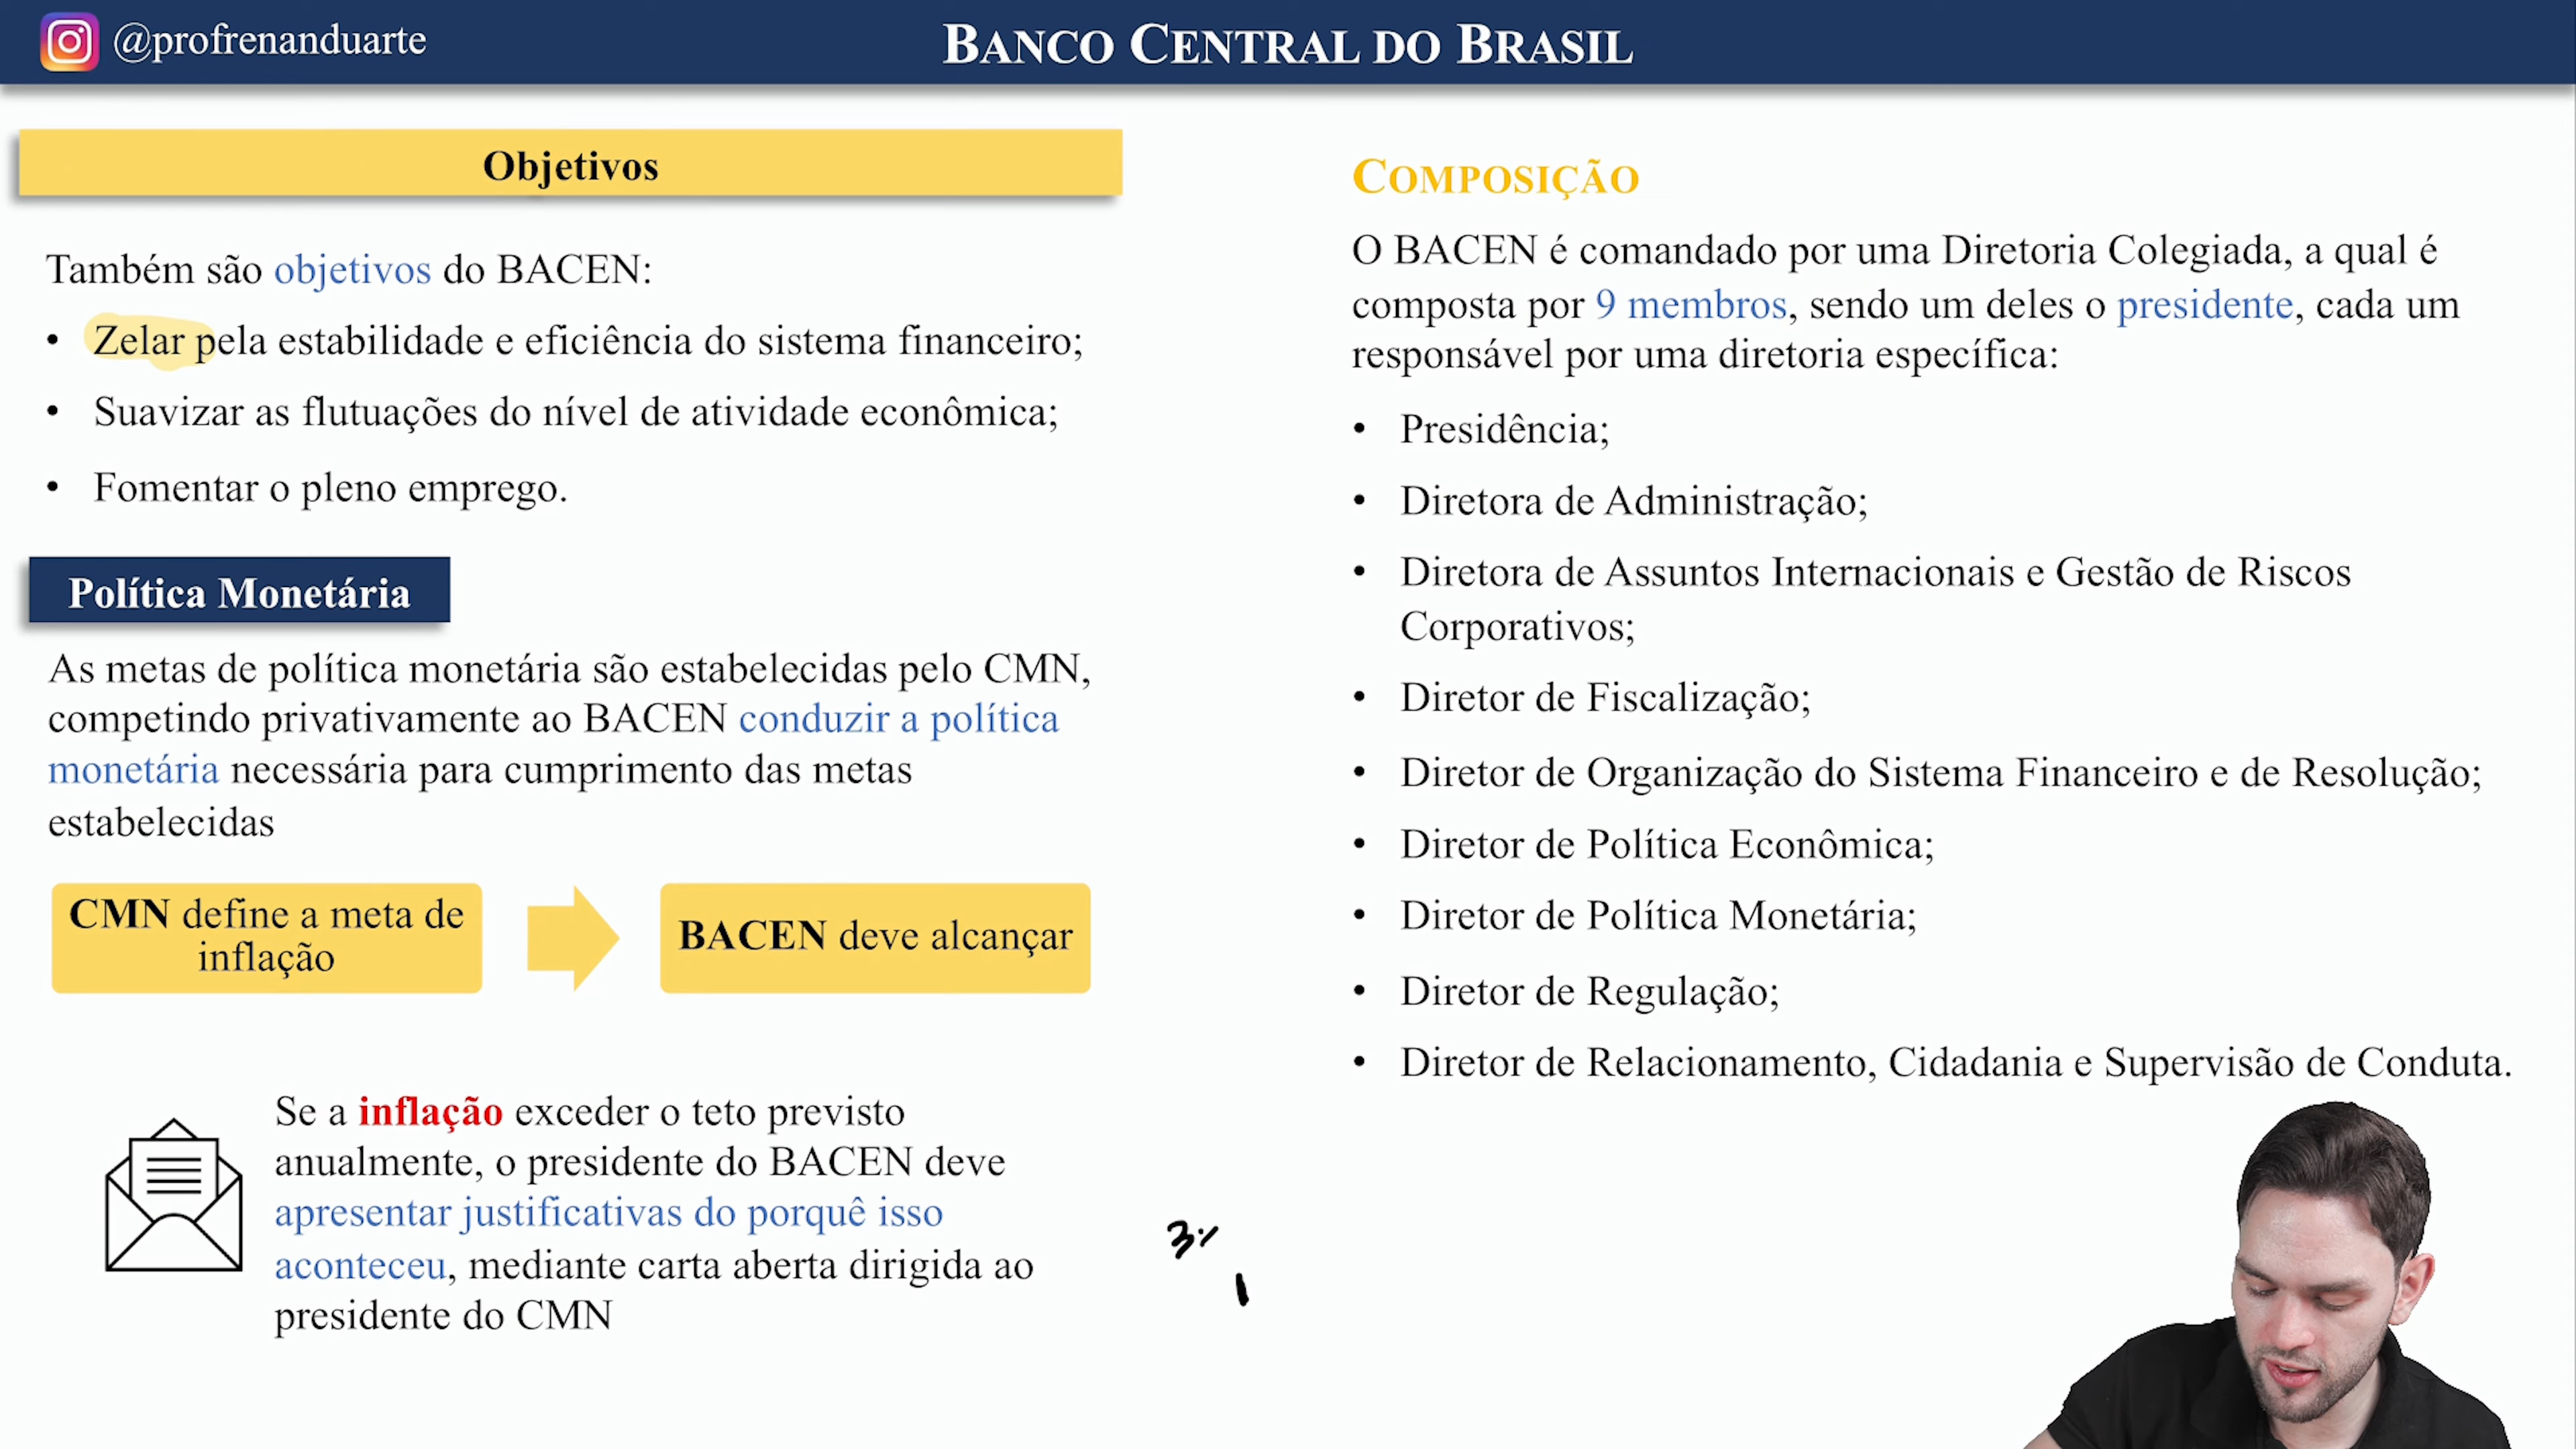 @profrenanduarte
BANCO CENTRAL DO BRASIL
Objetivos
Também são objetivos do BACEN:
• Zelar pela estabilidade e eficiência do sistema financeiro;
• Suavizar as flutuações do nível de atividade econômica;
• Fomentar o pleno emprego.
Política Monetária
As metas de política monetária são estabelecidas pelo CMN,
competindo privativamente ao BACEN conduzir a política
monetária necessária para cumprimento das metas
estabelecidas
CMN define a meta de
inflação
BACEN deve alcançar
Se a inflação exceder o teto previsto
anualmente, o presidente do BACEN deve
apresentar justificativas do porquê isso
aconteceu, mediante carta aberta dirigida ao
presidente do CMN
3%
1
COMPOSIÇÃO
O BACEN é comandado por uma Diretoria Colegiada, a qual é
composta por 9 membros, sendo um deles o presidente, cada um
responsável por uma diretoria específica:
• Presidência;
• Diretora de Administração;
• Diretora de Assuntos Internacionais e Gestão de Riscos
Corporativos;
• Diretor de Fiscalização;
• Diretor de Organização do Sistema Financeiro e de Resolução;
• Diretor de Política Econômica;
• Diretor de Política Monetária;
• Diretor de Regulação;
• Diretor de Relacionamento, Cidadania e Supervisão de Conduta.